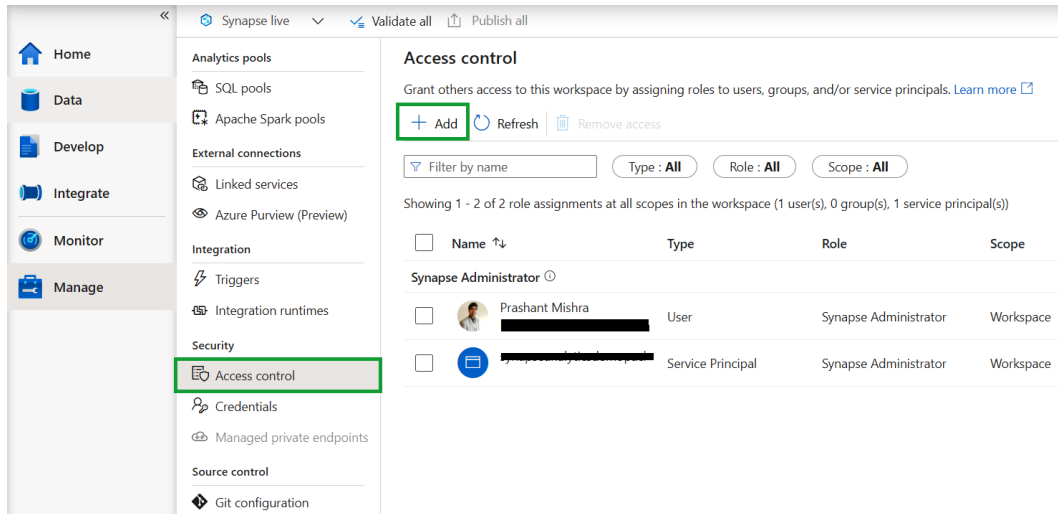 Synapse live
Validate all
Publish all
Home
Data
Develop
Integrate
Monitor
Manage
Analytics pools
SQL pools
Apache Spark pools
External connections
Linked services
Azure Purview (Preview)
Integration
Triggers
Integration runtimes
Security
Access control
Credentials
Managed private endpoints
Source control
Git configuration
Access control
Grant others access to this workspace by assigning roles to users, groups, and/or service principals. Learn more
Add Refresh Remove access
Filter by name Type : All Role : All Scope : All
Showing 1 - 2 of 2 role assignments at all scopes in the workspace (1 user(s), 0 group(s), 1 service principal(s))
Name Type Role Scope
Synapse Administrator
Prashant Mishra
User Synapse Administrator Workspace
Service Principal Synapse Administrator Workspace